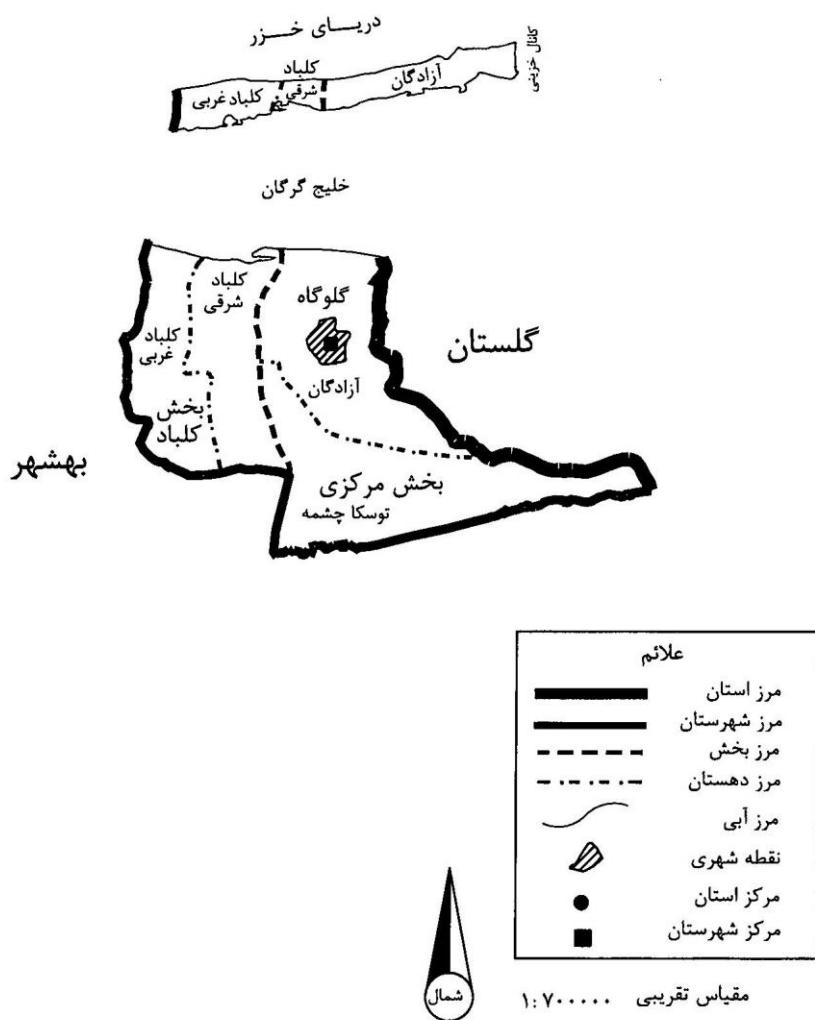 دریـــای خـــزر
کانال خزینی
کلباد
شرقی
آزادگان
کلباد غربی
خلیج گرگان
کلباد
شرقی
گلوگاه
کلباد
غربی
گلستان
آزادگان
بخش
کلباد
بهشهر
بخش مرکزی
توسکا چشمه
علائم
مرز استان
مرز شهرستان
مرز بخش
مرز دهستان
مرز آبی
نقطه شهری
مرکز استان
مرکز شهرستان
شمال
مقیاس تقریبی ۱:۷۰۰۰۰۰